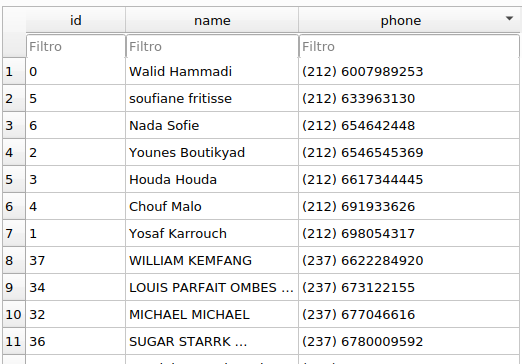 id name phone
Filtro Filtro Filtro
1 0 Walid Hammadi (212) 6007989253
2 5 soufiane fritisse (212) 633963130
3 6 Nada Sofie (212) 654642448
4 2 Younes Boutikyad (212) 6546545369
5 3 Houda Houda (212) 6617344445
6 4 Chouf Malo (212) 691933626
7 1 Yosaf Karrouch (212) 698054317
8 37 WILLIAM KEMFANG (237) 6622284920
9 34 LOUIS PARFAIT OMBES ... (237) 673122155
10 32 MICHAEL MICHAEL (237) 677046616
11 36 SUGAR STARRK ... (237) 6780009592